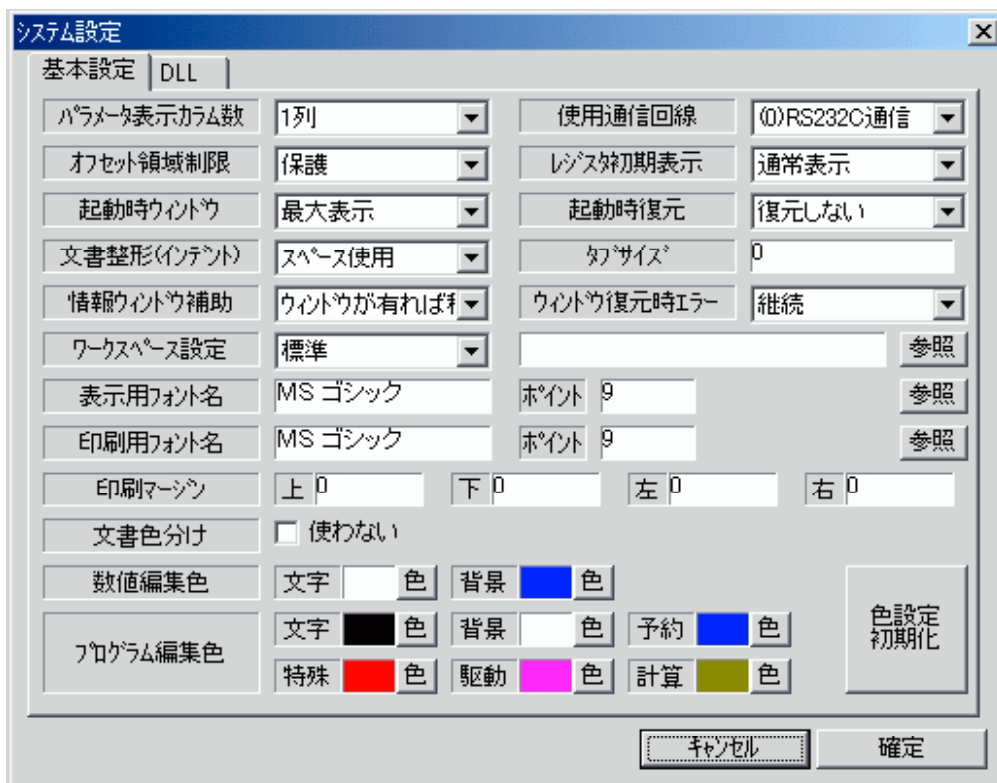 システム設定
基本設定 DLL
パラメータ表示カラム数 1列 使用通信回線 (0)RS232C通信
オフセット領域制限 保護 レジスタ初期表示 通常表示
起動時ウィンドウ 最大表示 起動時復元 復元しない
文書整形(インデント) スペース使用 タブサイズ 0
情報ウィンドウ補助 ウィンドウが有れば ウィンドウ復元時エラー 継続
ワークスペース設定 標準 参照
表示用フォント名 MS ゴシック ポイント 9 参照
印刷用フォント名 MS ゴシック ポイント 9 参照
印刷マージン 上 0 下 0 左 0 右 0
文書色分け 使わない
数値編集色 文字 色 背景 色
プログラム編集色 文字 色 背景 色 予約 色
特殊 色 駆動 色 計算 色
色設定
初期化
キャンセル 確定